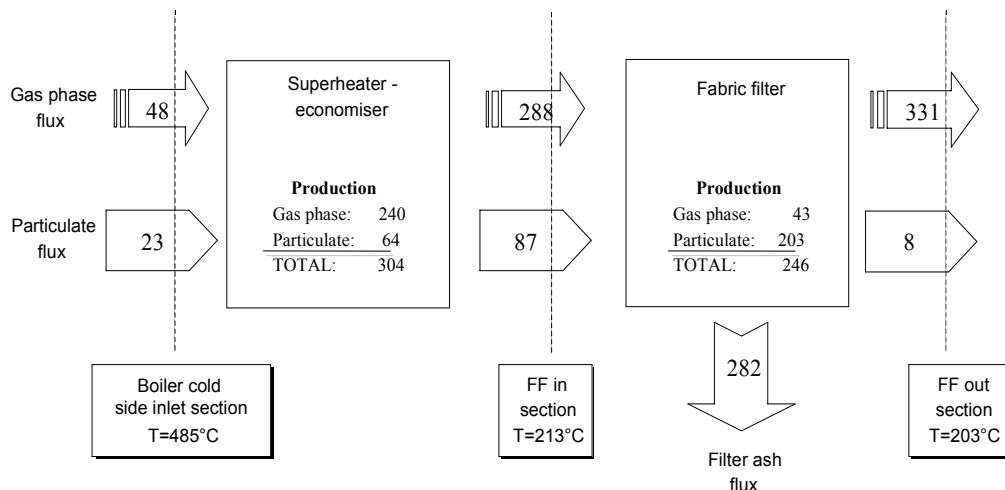 Gas phase
flux
48
Superheater -
economiser
Production
Gas phase: 240
Particulate: 64
TOTAL: 304
288
Fabric filter
Production
Gas phase: 43
Particulate: 203
TOTAL: 246
331
Particulate
flux
23
87
8
282
Filter ash
flux
Boiler cold
side inlet section
T=485°C
FF in
section
T=213°C
FF out
section
T=203°C